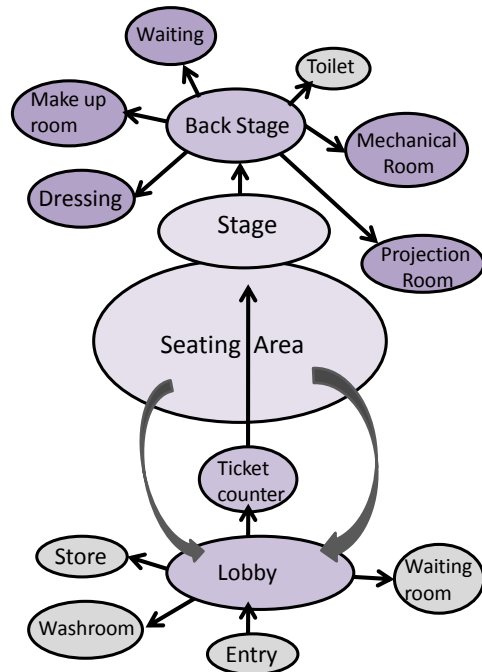 Waiting
Toilet
Make up
room
Back Stage
Mechanical
Room
Dressing
Stage
Projection
Room
Seating Area
Ticket
counter
Store
Lobby
Waiting
room
Washroom
Entry